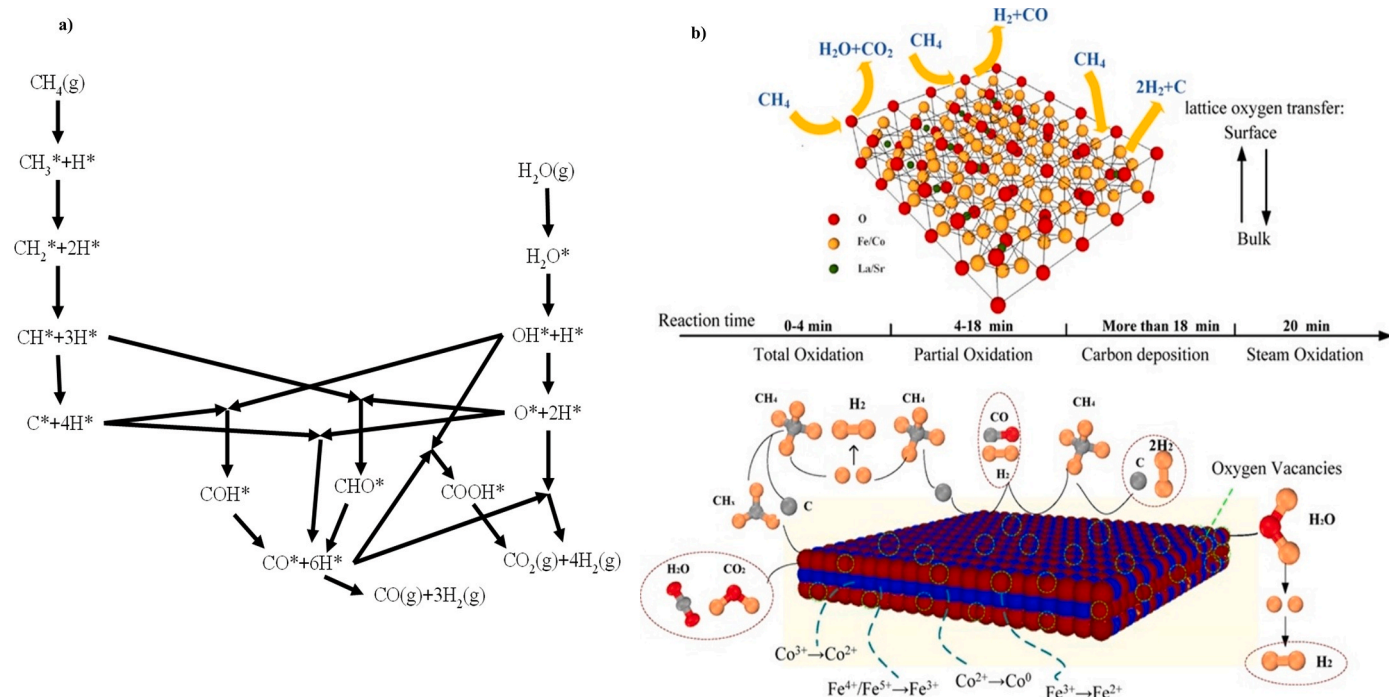 a)
CH₄(g)
CH₃*+H*
CH₂*+2H*
CH*+3H*
C*+4H*
H₂O(g)
H₂O*
OH*+H*
O*+2H*
COH*
CHO*
COOH*
CO*+6H*
CO₂(g)+4H₂(g)
CO(g)+3H₂(g)
b)
H₂+CO
H₂O+CO₂
CH₄
CH₄
CH₄
2H₂+C
lattice oxygen transfer:
Surface
Bulk
O
Fe/Co
La/Sr
Reaction time
0-4 min
4-18 min
More than 18 min
20 min
Total Oxidation
Partial Oxidation
Carbon deposition
Steam Oxidation
CH₄
H₂
CH₄
CO
H₂
CH₄
2H₂
C
Oxygen Vacancies
CHₓ
C
H₂O
H₂O
CO₂
H₂
Co³⁺→Co²⁺
Fe⁴⁺/Fe⁵⁺→Fe³⁺
Co²⁺→Co⁰
Fe³⁺→Fe²⁺